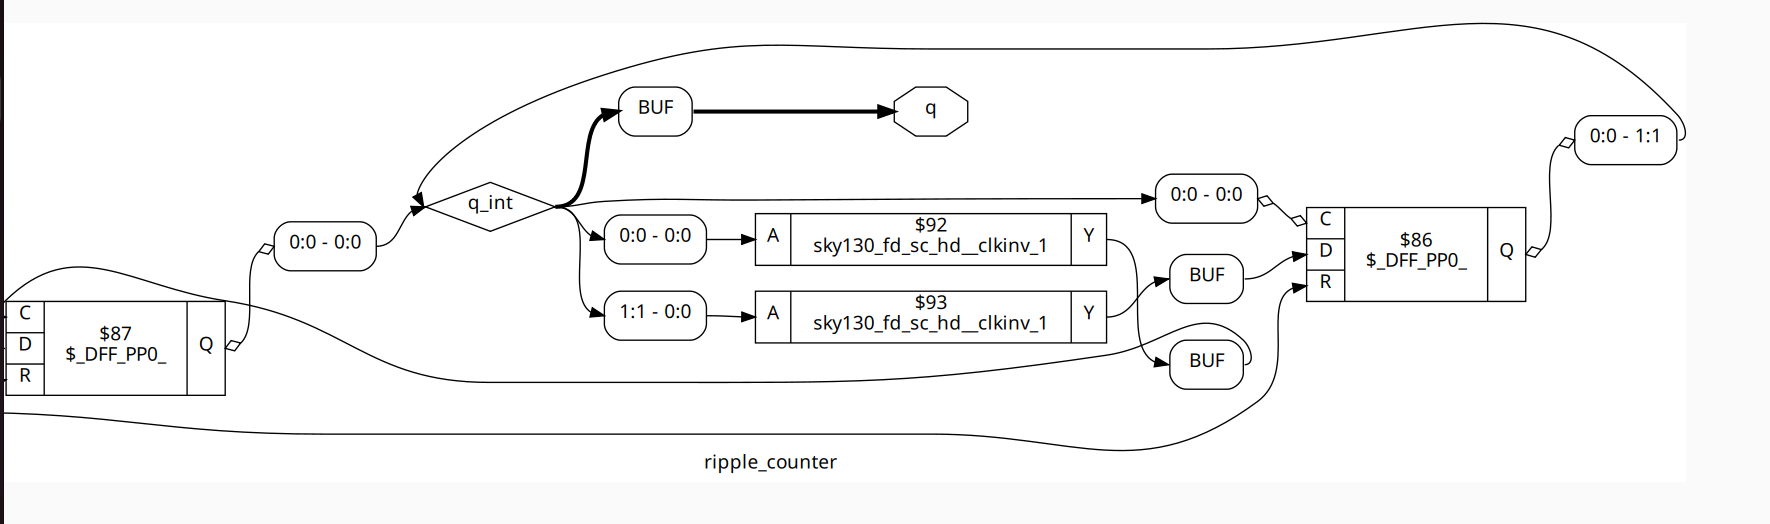 BUF
q
0:0 - 1:1
q_int
0:0 - 0:0
0:0 - 0:0
0:0 - 0:0
A
$92
sky130_fd_sc_hd__clkinv_1
Y
C
D
R
$86
$_DFF_PP0_
Q
BUF
1:1 - 0:0
A
$93
sky130_fd_sc_hd__clkinv_1
Y
C
D
R
$87
$_DFF_PP0_
Q
BUF
ripple_counter